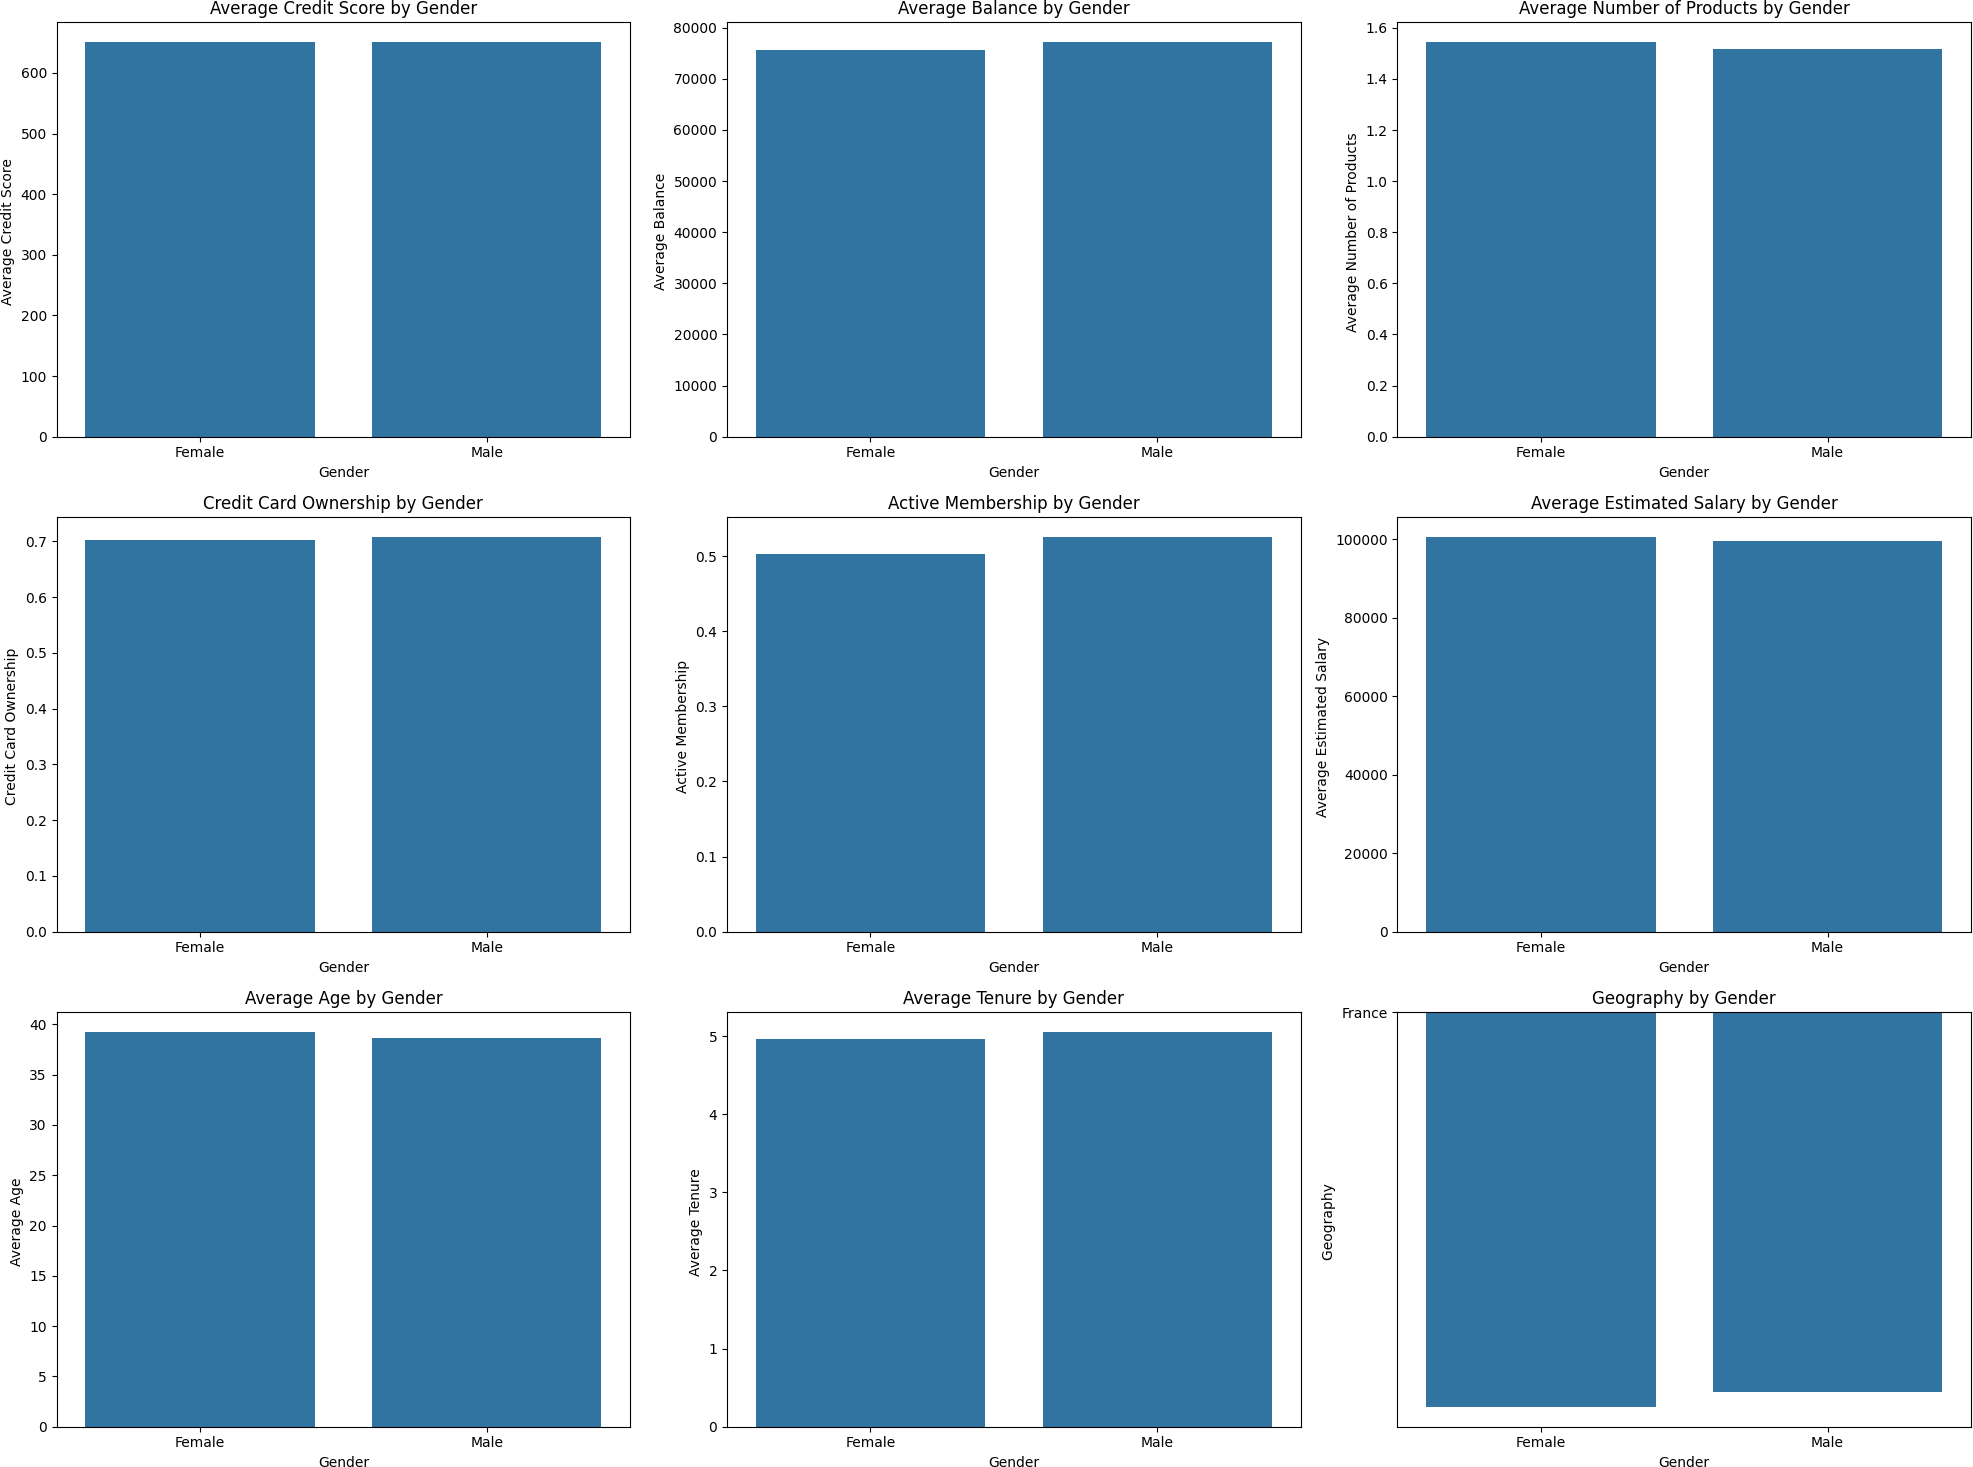 Average Credit Score by Gender
Average Credit Score
600
500
400
300
200
100
0
Female Male
Gender
Average Balance by Gender
Average Balance
80000
70000
60000
50000
40000
30000
20000
10000
0
Female Male
Gender
Average Number of Products by Gender
Average Number of Products
1.6
1.4
1.2
1.0
0.8
0.6
0.4
0.2
0.0
Female Male
Gender
Credit Card Ownership by Gender
Credit Card Ownership
0.7
0.6
0.5
0.4
0.3
0.2
0.1
0.0
Female Male
Gender
Active Membership by Gender
Active Membership
0.5
0.4
0.3
0.2
0.1
0.0
Female Male
Gender
Average Estimated Salary by Gender
Average Estimated Salary
100000
80000
60000
40000
20000
0
Female Male
Gender
Average Age by Gender
Average Age
40
35
30
25
20
15
10
5
0
Female Male
Gender
Average Tenure by Gender
Average Tenure
5
4
3
2
1
0
Female Male
Gender
Geography by Gender
Geography
France
Female Male
Gender